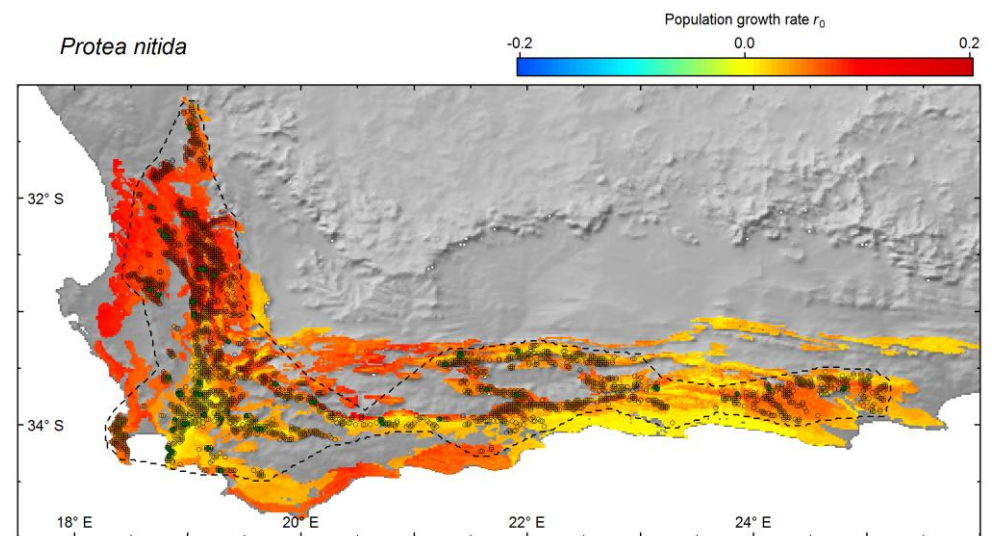 Population growth rate r0
Protea nitida
-0.2 0.0 0.2
32° S
34° S
18° E 20° E 22° E 24° E